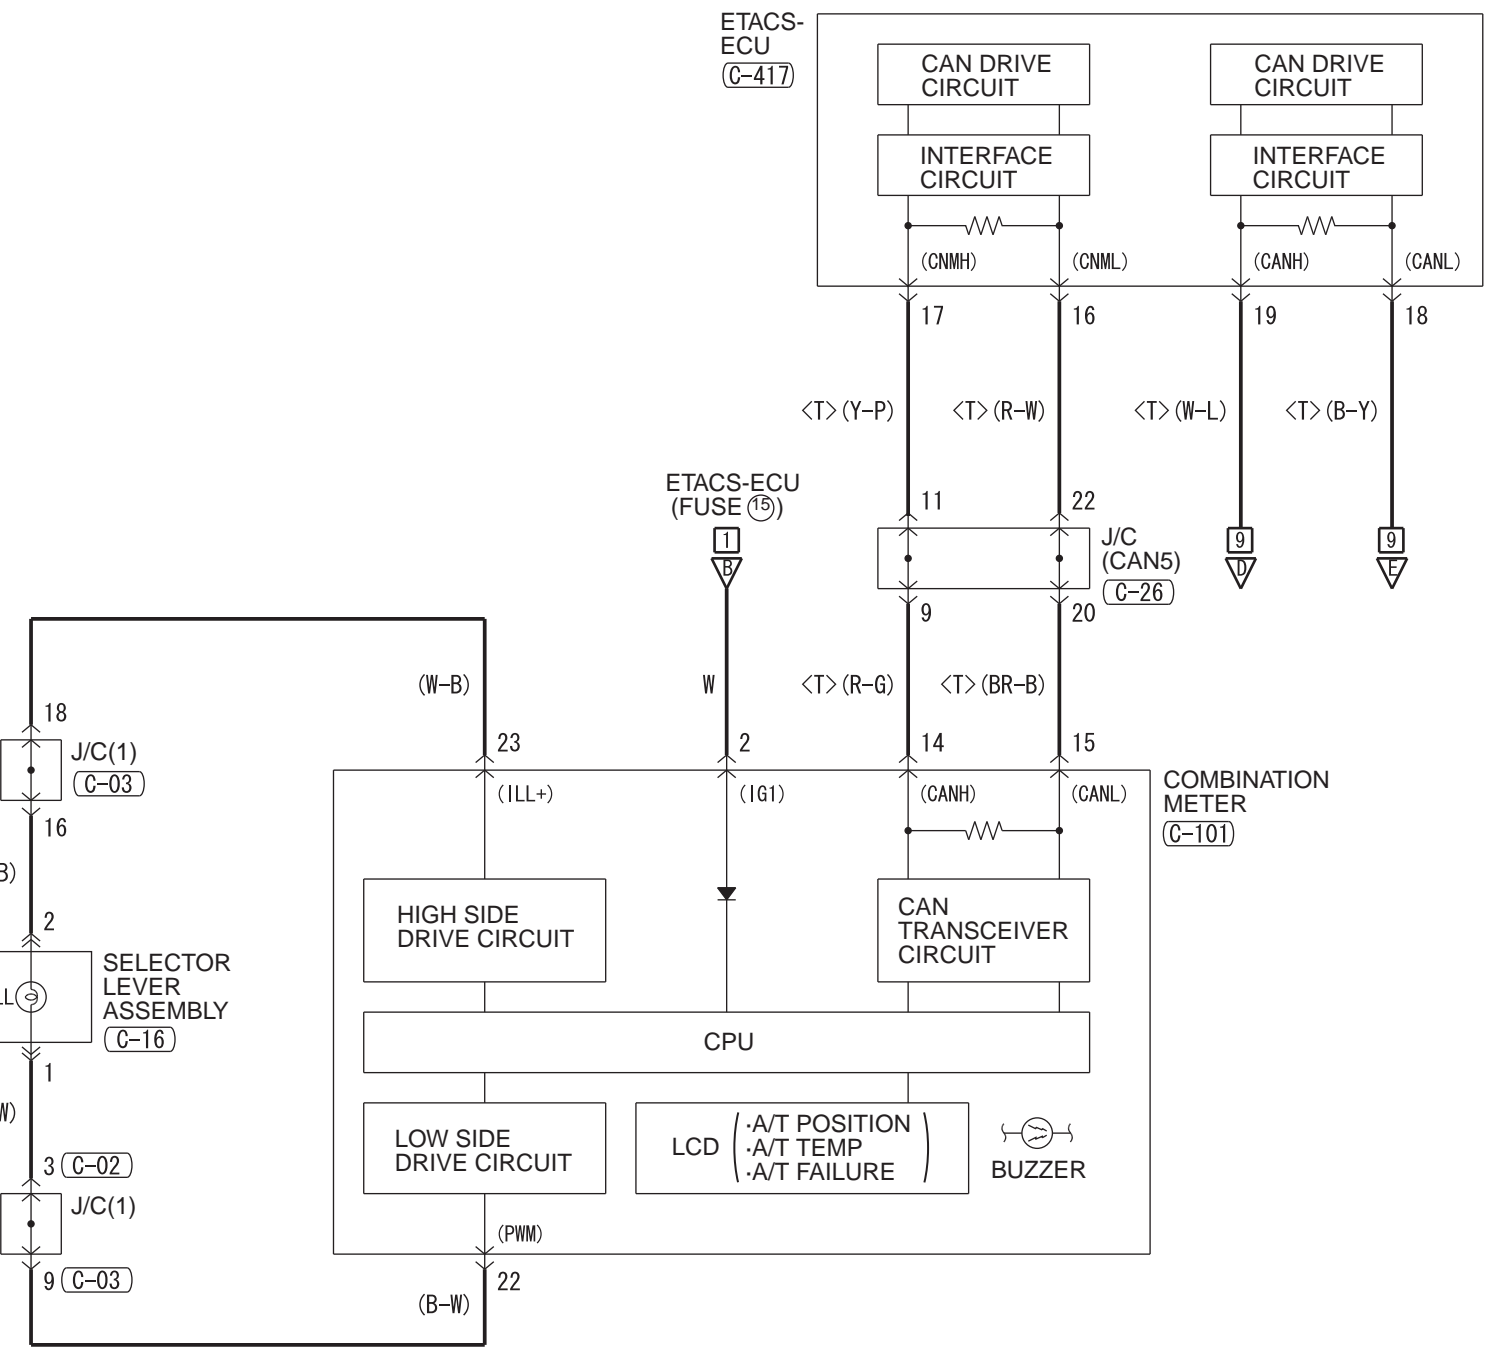 ETACS-
ECU
C-417
CAN DRIVE
CIRCUIT
CAN DRIVE
CIRCUIT
INTERFACE
CIRCUIT
INTERFACE
CIRCUIT
(CNMH)
(CNML)
(CANH)
(CANL)
17
16
19
18
<T>(Y-P)
<T>(R-W)
<T>(W-L)
<T>(B-Y)
ETACS-ECU
(FUSE 15)
1
B
11
22
J/C
(CAN5)
C-26
9
D
9
E
9
20
(W-B)
W
<T>(R-G)
<T>(BR-B)
18
J/C(1)
C-03
16
23
2
14
15
(ILL+)
(IG1)
(CANH)
(CANL)
COMBINATION
METER
C-101
B)
2
SELECTOR
LEVER
ASSEMBLY
C-16
LL
1
W)
HIGH SIDE
DRIVE CIRCUIT
CAN
TRANSCEIVER
CIRCUIT
CPU
LOW SIDE
DRIVE CIRCUIT
LCD
·A/T POSITION
·A/T TEMP
·A/T FAILURE
BUZZER
3 C-02
J/C(1)
9 C-03
(PWM)
22
(B-W)